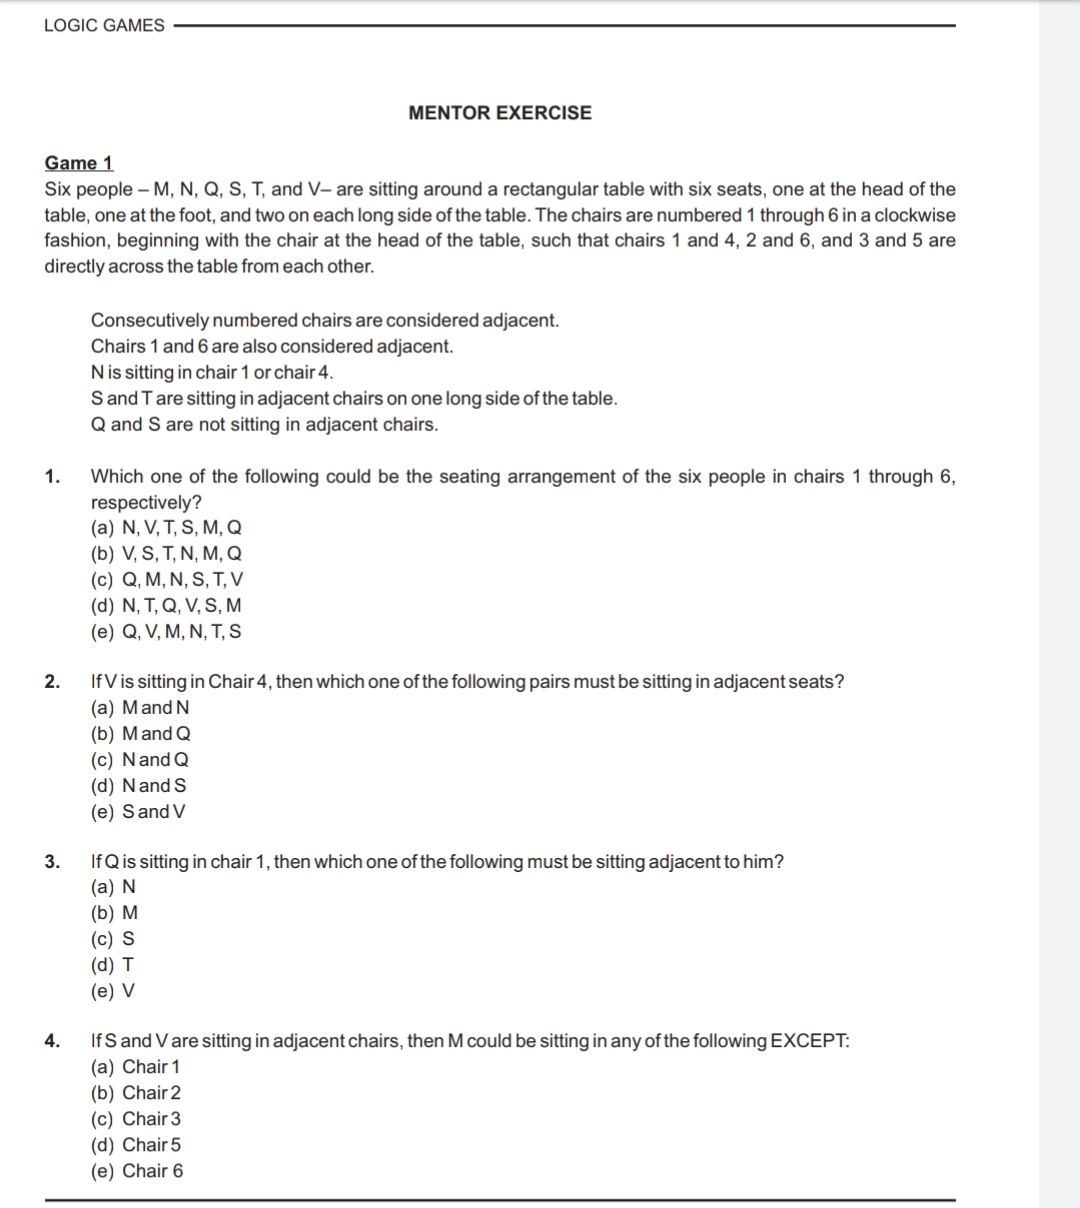 LOGIC GAMES
MENTOR EXERCISE
Game 1
Six people – M, N, Q, S, T, and V– are sitting around a rectangular table with six seats, one at the head of the
table, one at the foot, and two on each long side of the table. The chairs are numbered 1 through 6 in a clockwise
fashion, beginning with the chair at the head of the table, such that chairs 1 and 4, 2 and 6, and 3 and 5 are
directly across the table from each other.
Consecutively numbered chairs are considered adjacent.
Chairs 1 and 6 are also considered adjacent.
N is sitting in chair 1 or chair 4.
S and T are sitting in adjacent chairs on one long side of the table.
Q and S are not sitting in adjacent chairs.
1. Which one of the following could be the seating arrangement of the six people in chairs 1 through 6,
respectively?
(a) N, V, T, S, M, Q
(b) V, S, T, N, M, Q
(c) Q, M, N, S, T, V
(d) N, T, Q, V, S, M
(e) Q, V, M, N, T, S
2. If V is sitting in Chair 4, then which one of the following pairs must be sitting in adjacent seats?
(a) M and N
(b) M and Q
(c) N and Q
(d) N and S
(e) S and V
3. If Q is sitting in chair 1, then which one of the following must be sitting adjacent to him?
(a) N
(b) M
(c) S
(d) T
(e) V
4. If S and V are sitting in adjacent chairs, then M could be sitting in any of the following EXCEPT:
(a) Chair 1
(b) Chair 2
(c) Chair 3
(d) Chair 5
(e) Chair 6